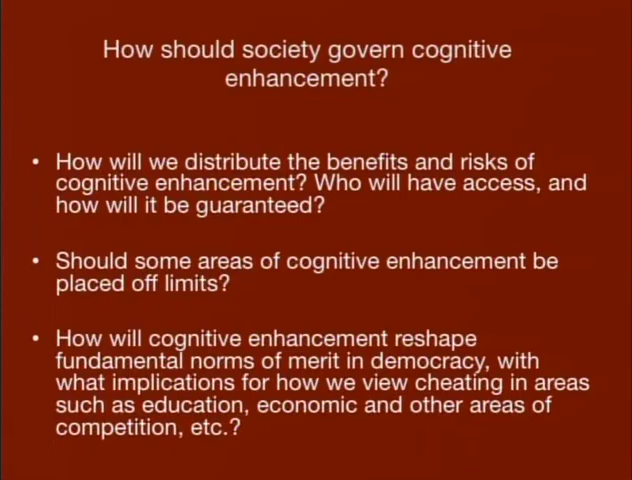 How should society govern cognitive
enhancement?
• How will we distribute the benefits and risks of
cognitive enhancement? Who will have access, and
how will it be guaranteed?
• Should some areas of cognitive enhancement be
placed off limits?
• How will cognitive enhancement reshape
fundamental norms of merit in democracy, with
what implications for how we view cheating in areas
such as education, economic and other areas of
competition, etc.?